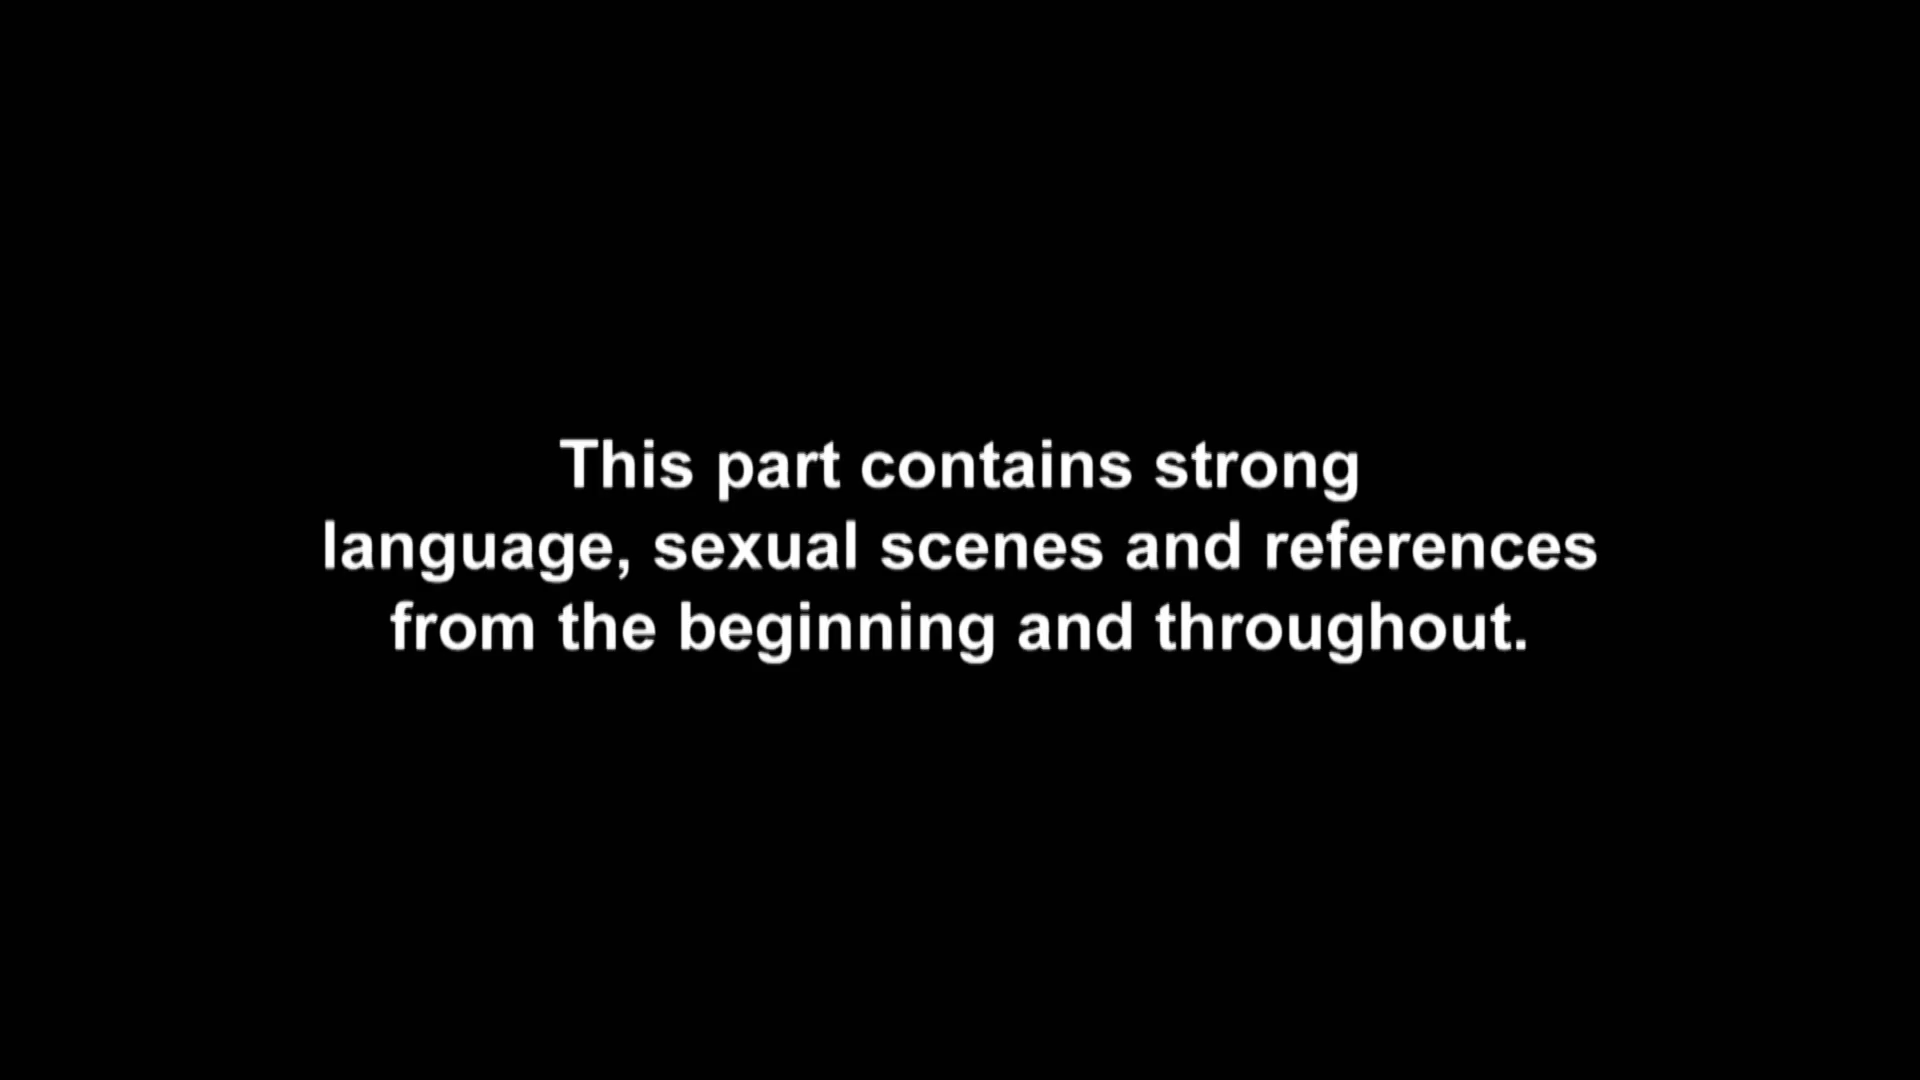 This part contains strong
language, sexual scenes and references
from the beginning and throughout.